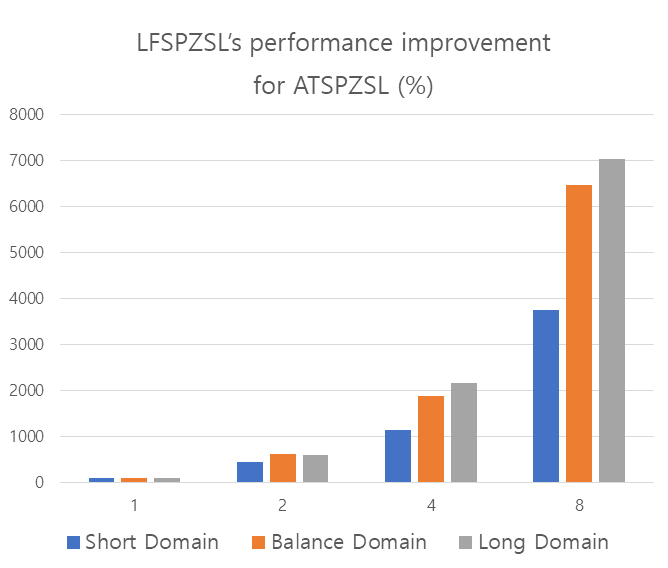 LFSPZSL‘s performance improvement
for ATSPZSL (%)
8000
7000
6000
5000
4000
3000
2000
1000
0
1 2 4 8
Short Domain Balance Domain Long Domain